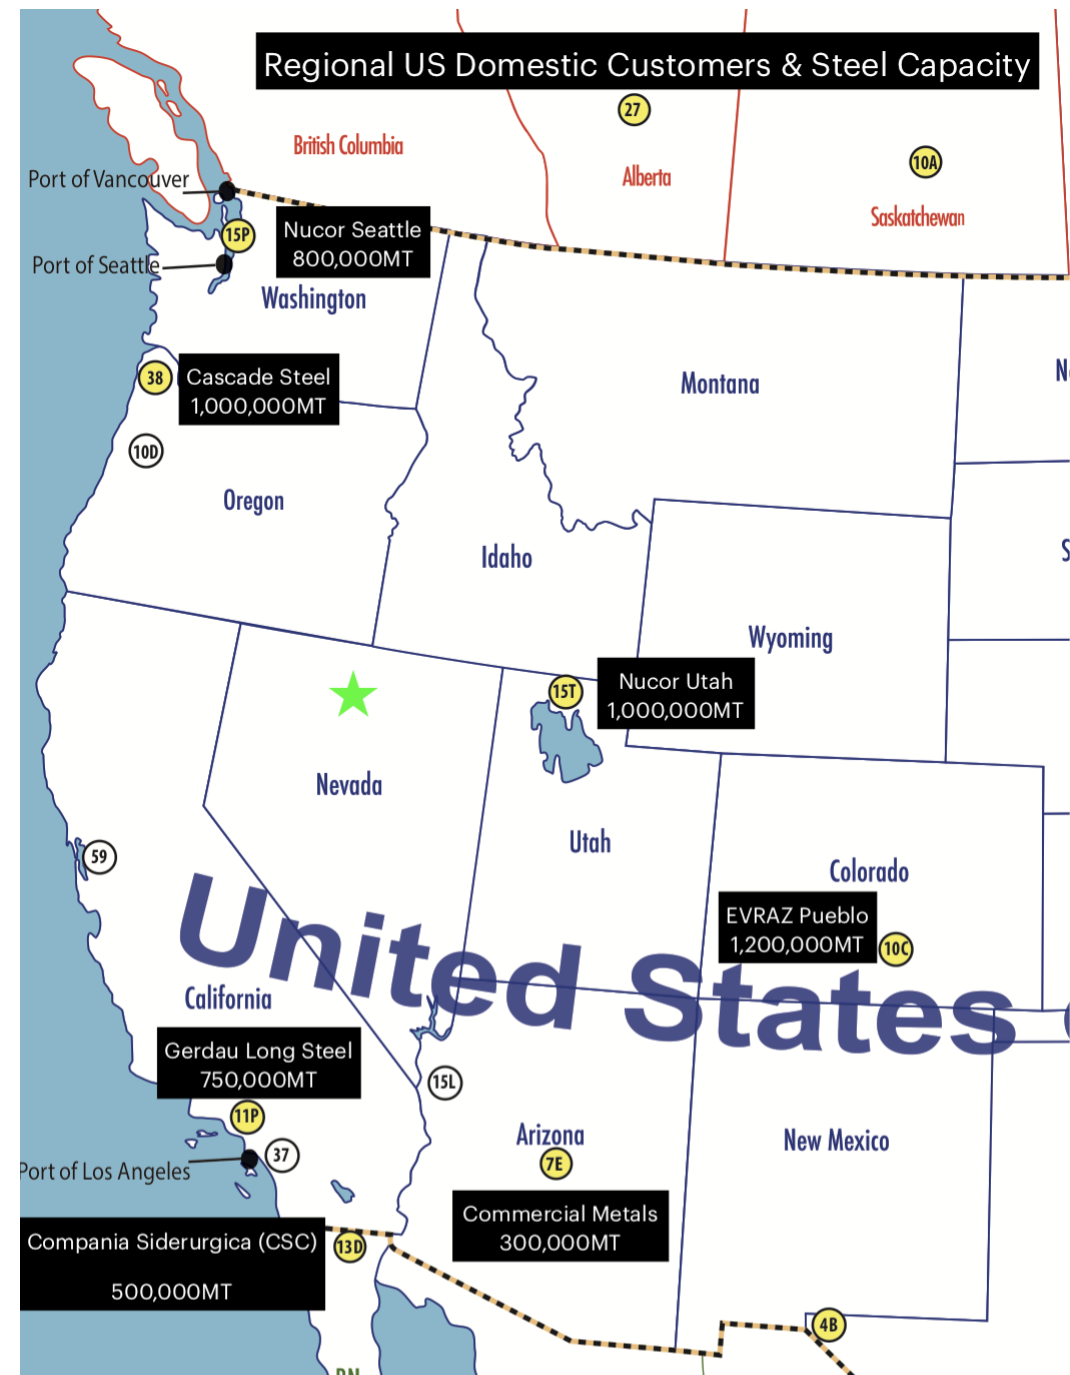 Regional US Domestic Customers & Steel Capacity
27
British Columbia
10A
Alberta
Port of Vancouver
Saskatchewan
15P
Nucor Seattle
800,000MT
Port of Seattle
Washington
38
Cascade Steel
1,000,000MT
Montana
10D
Oregon
Idaho
Wyoming
15T
Nucor Utah
1,000,000MT
Nevada
Utah
59
Colorado
United States
EVRAZ Pueblo
1,200,000MT
10C
California
Gerdau Long Steel
750,000MT
15L
11P
Arizona
New Mexico
37
Port of Los Angeles
7E
Commercial Metals
300,000MT
Compania Siderurgica (CSC)
500,000MT
13D
4B